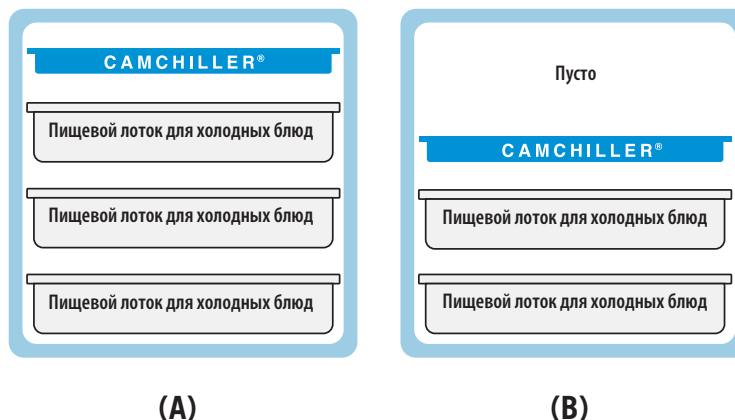 CAMCHILLER®
Пищевой лоток для холодных блюд
Пищевой лоток для холодных блюд
Пищевой лоток для холодных блюд
(A)
Пусто
CAMCHILLER®
Пищевой лоток для холодных блюд
Пищевой лоток для холодных блюд
(B)